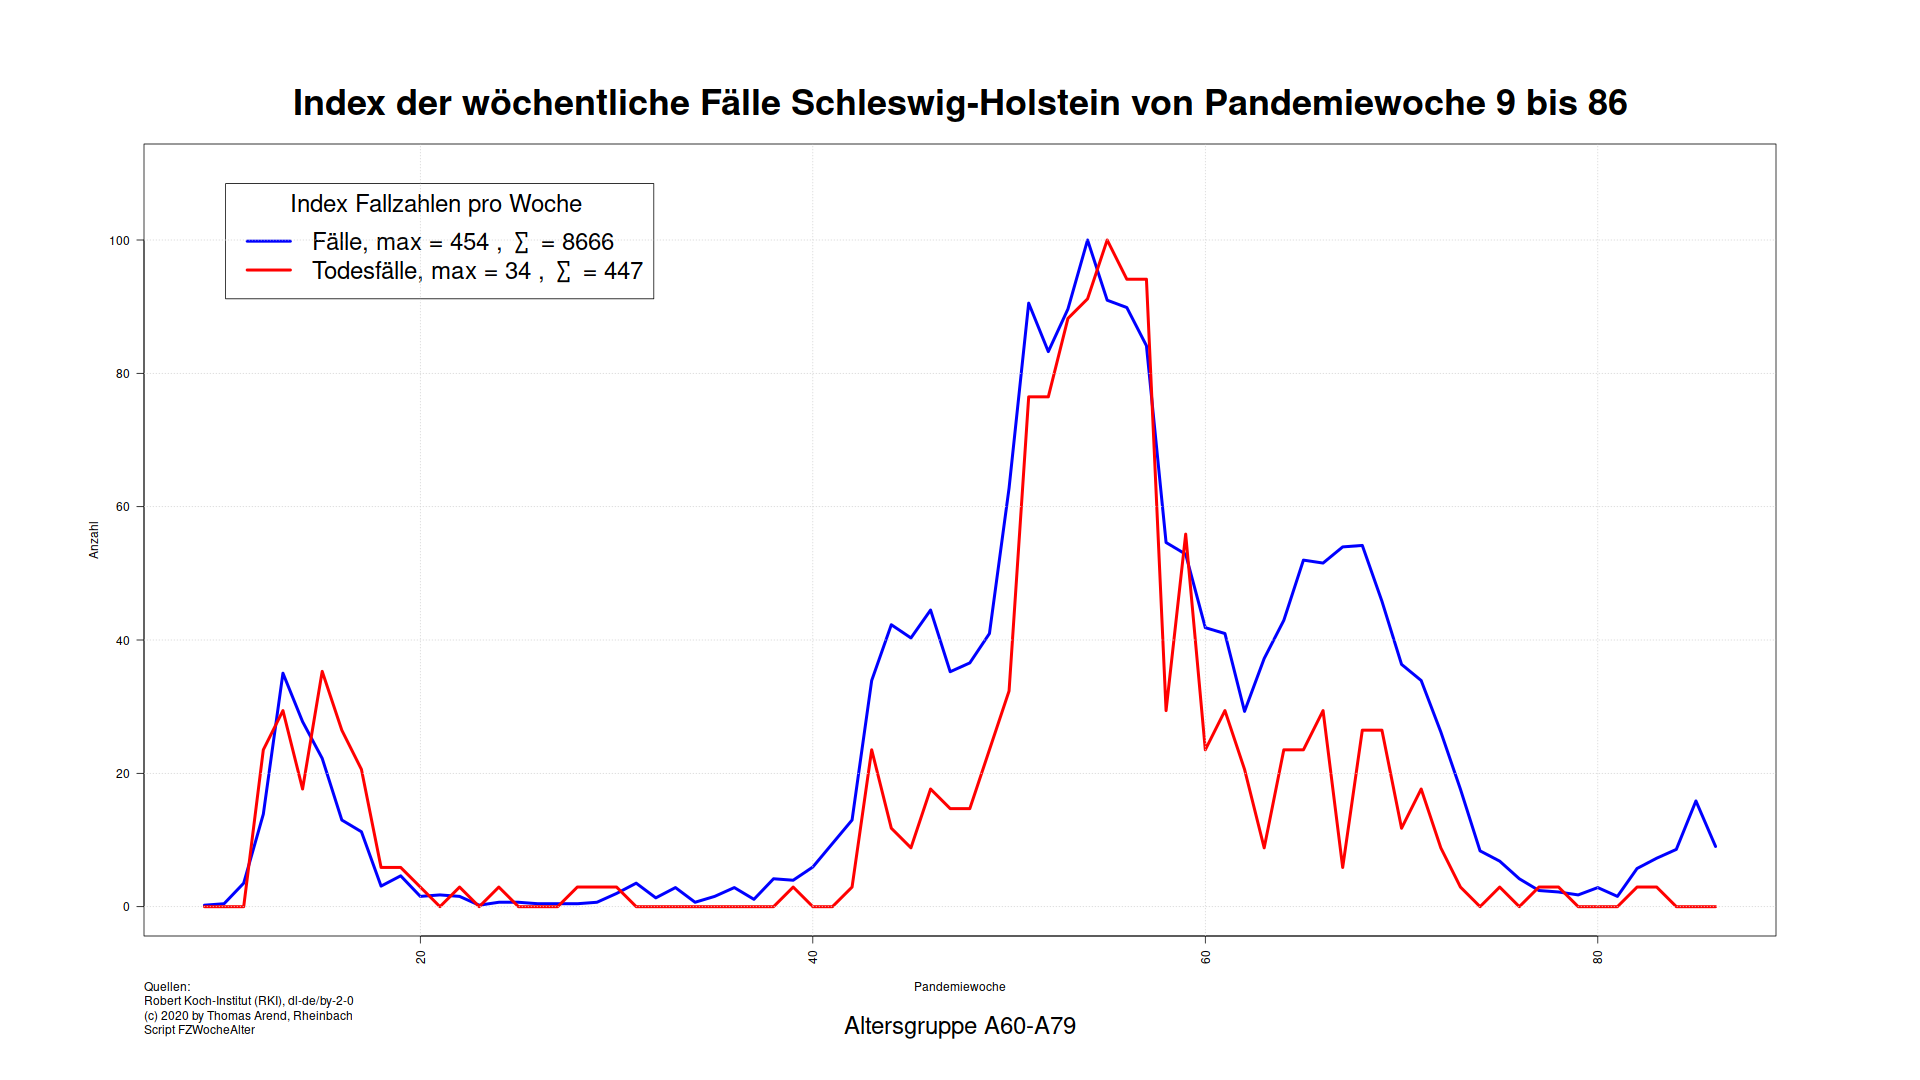 Index der wöchentliche Fälle Schleswig-Holstein von Pandemiewoche 9 bis 86
Index Fallzahlen pro Woche
Fälle, max = 454 , ∑ = 8666
Todesfälle, max = 34 , ∑ = 447
100
80
60
40
20
0
Anzahl
20
40
60
80
Pandemiewoche
Quellen:
Robert Koch-Institut (RKI), dl-de/by-2-0
(c) 2020 by Thomas Arend, Rheinbach
Script FZWocheAlter
Altersgruppe A60-A79